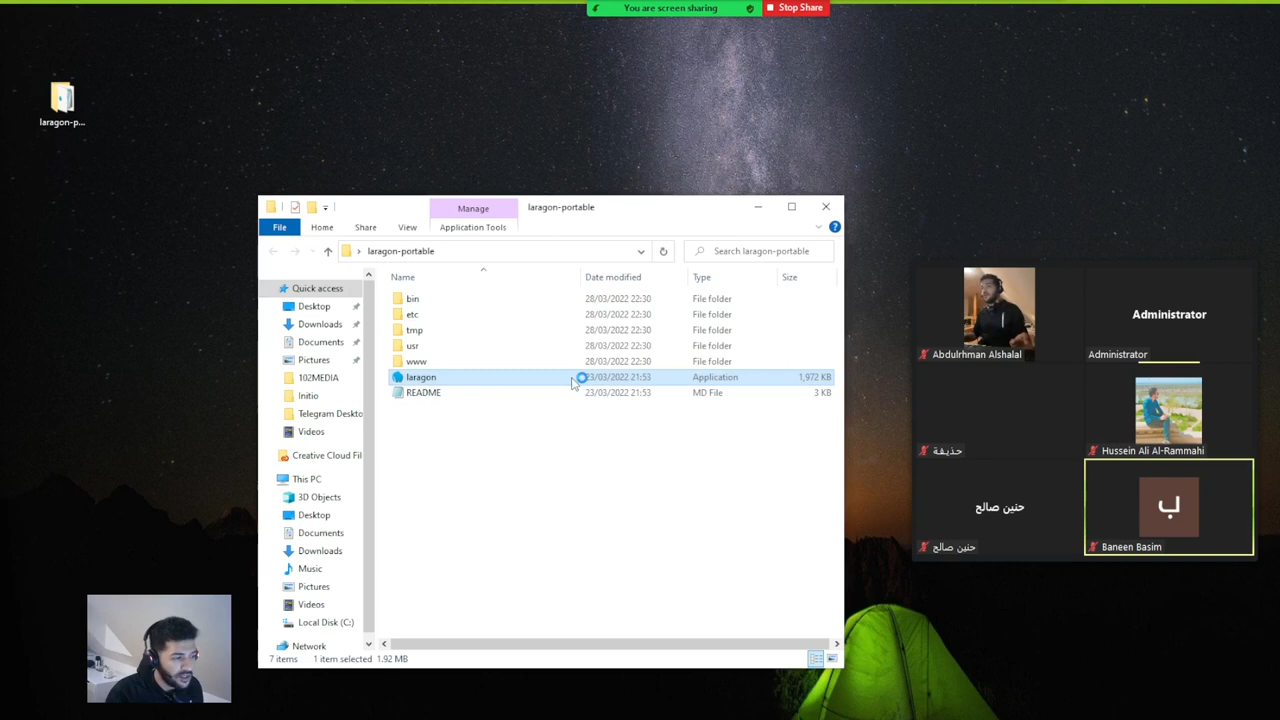 You are screen sharing
Stop Share
laragon-p...
Manage
laragon-portable
File
Home
Share
View
Application Tools
laragon-portable
Search laragon-portable
Name
Date modified
Type
Size
Quick access
Desktop
Downloads
Documents
Pictures
102MEDIA
Initio
Telegram Deskto
Videos
Creative Cloud Fil
This PC
3D Objects
Desktop
Documents
Downloads
Music
Pictures
Videos
Local Disk (C:)
Network
bin 28/03/2022 22:30 File folder
etc 28/03/2022 22:30 File folder
tmp 28/03/2022 22:30 File folder
usr 28/03/2022 22:30 File folder
www 28/03/2022 22:30 File folder
laragon 23/03/2022 21:53 Application 1,972 KB
README 23/03/2022 21:53 MD File 3 KB
7 items 1 item selected 1.92 MB
Abdulrhman Alshalal
Administrator
Administrator
حذيفة
Hussein Ali Al-Rammahi
حنين صالح
حنين صالح
ب
Baneen Basim